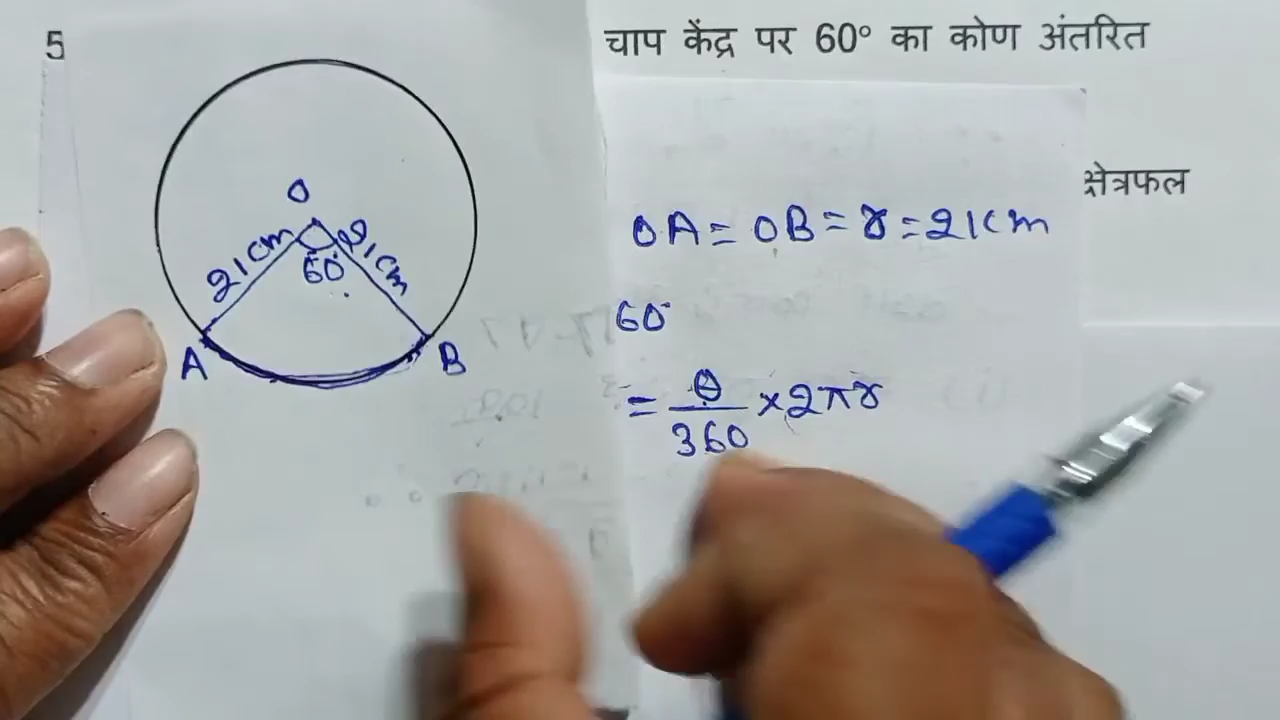 5
चाप केंद्र पर 60° का कोण अंतरित
क्षेत्रफल
O
21cm
21cm
60°
A
B
OA = OB = r = 21cm
60°
= θ/360 × 2πr